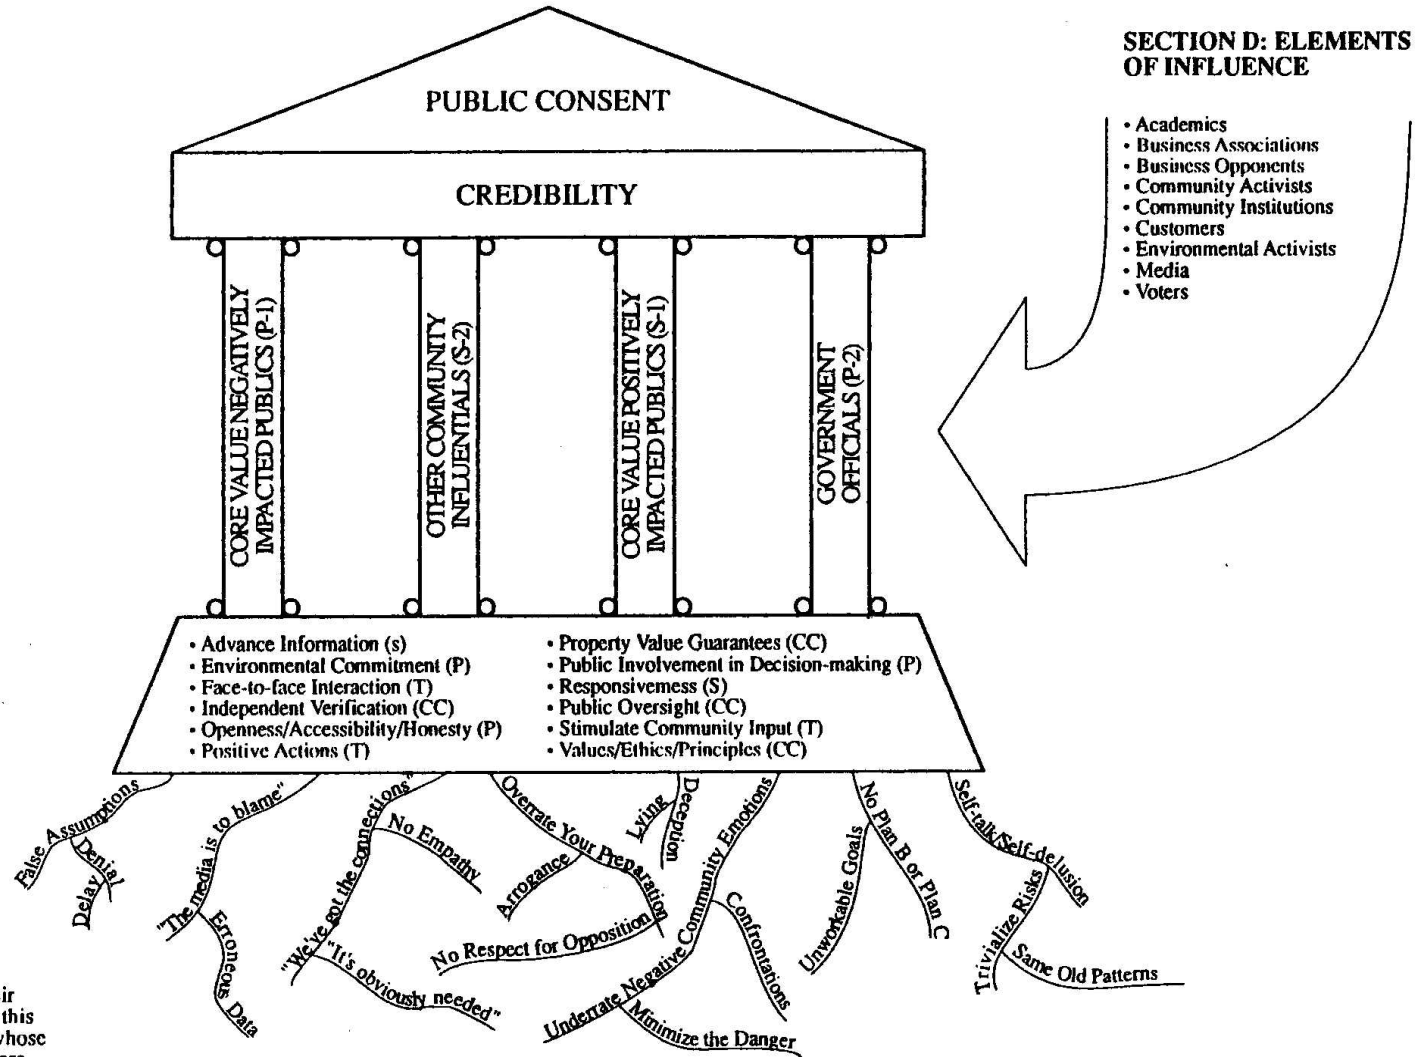 PUBLIC CONSENT
CREDIBILITY
SECTION D: ELEMENTS
OF INFLUENCE
• Academics
• Business Associations
• Business Opponents
• Community Activists
• Community Institutions
• Customers
• Environmental Activists
• Media
• Voters
CORE VALUE NEGATIVELY
IMPACTED PUBLICS (P-1)
OTHER COMMUNITY
INFLUENTIALS (S-2)
CORE VALUE POSITIVELY
IMPACTED PUBLICS (S-1)
GOVERNMENT
OFFICIALS (P-2)
• Advance Information (s)
• Environmental Commitment (P)
• Face-to-face Interaction (T)
• Independent Verification (CC)
• Openness/Accessibility/Honesty (P)
• Positive Actions (T)
• Property Value Guarantees (CC)
• Public Involvement in Decision-making (P)
• Responsiveness (S)
• Public Oversight (CC)
• Stimulate Community Input (T)
• Values/Ethics/Principles (CC)
False Assumptions
Denial
Delay
"The media is to blame"
Erroneous Data
"We've got the connections"
No Empathy
"It's obviously needed"
Overrate Your Preparation
Arrogance
No Respect for Opposition
Lying
Deception
Underrate Negative Community Emotions
Confrontations
Minimize the Danger
No Plan B or Plan C
Unworkable Goals
Self-talk/Self-delusion
Trivialize Risks
Same Old Patterns
this